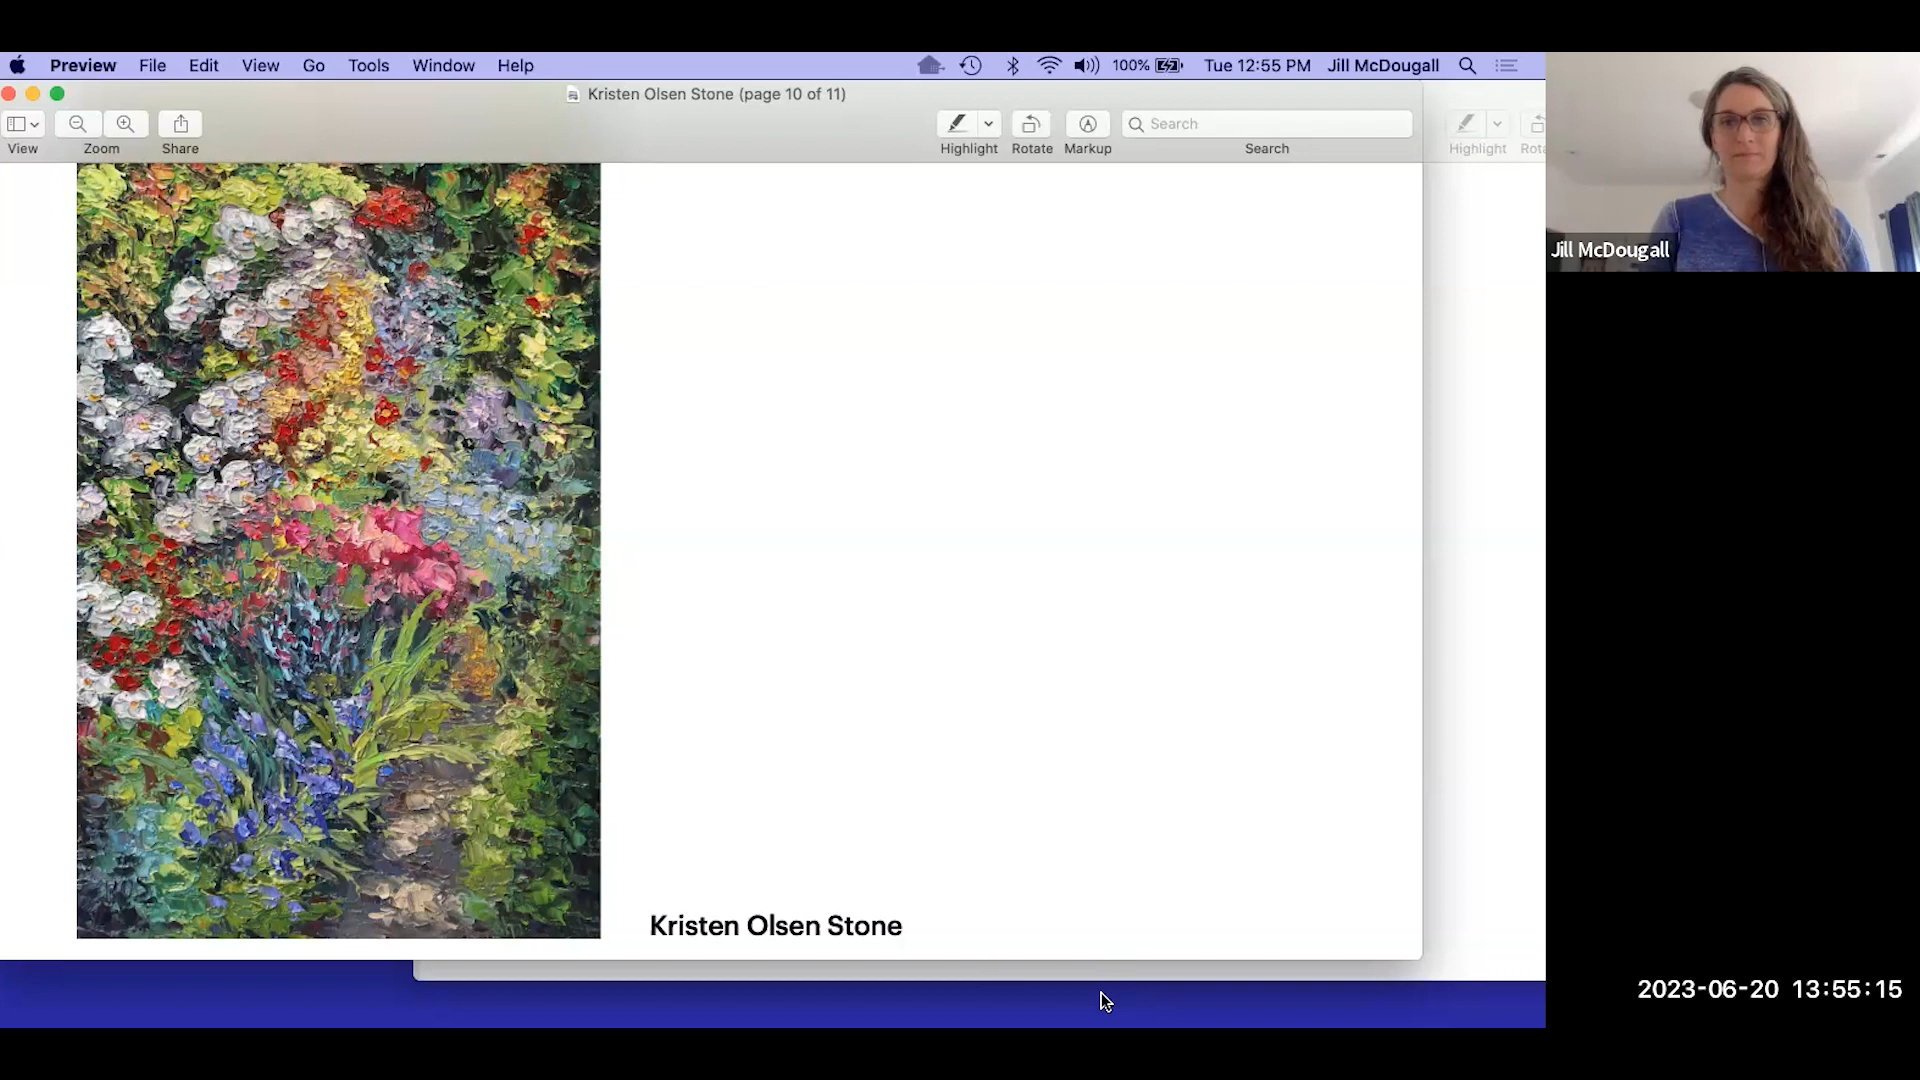 Preview File Edit View Go Tools Window Help 100% Tue 12:55 PM Jill McDougall
Kristen Olsen Stone (page 10 of 11)
Search
View Zoom Share Highlight Rotate Markup Search Highlight Rota
Jill McDougall
Kristen Olsen Stone
2023-06-20 13:55:15